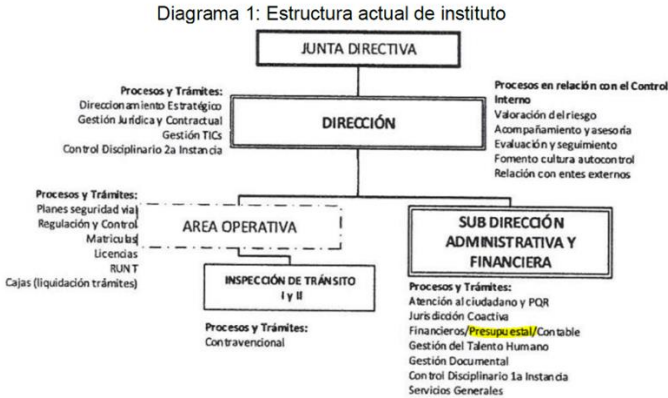 Diagrama 1: Estructura actual de instituto
JUNTA DIRECTIVA
Procesos y Trámites:
Direccionamiento Estratégico
Gestión Jurídica y Contractual
Gestión TICs
Control Disciplinario 2a Instancia
DIRECCIÓN
Procesos en relación con el Control
Interno
Valoración del riesgo
Acompañamiento y asesoría
Evaluación y seguimiento
Fomento cultura autocontrol
Relación con entes externos
Procesos y Trámites:
Planes seguridad vial
Regulación y Control
Matriculas
Licencias
RUNT
Cajas (liquidación trámites)
AREA OPERATIVA
INSPECCIÓN DE TRÁNSITO
I y II
Procesos y Trámites:
Contravencional
SUB DIRECCIÓN
ADMINISTRATIVA Y
FINANCIERA
Procesos y Trámites:
Atención al ciudadano y PQR
Jurisdicción Coactiva
Financieros/Presupuestal/Contable
Gestión del Talento Humano
Gestión Documental
Control Disciplinario 1a Instancia
Servicios Generales